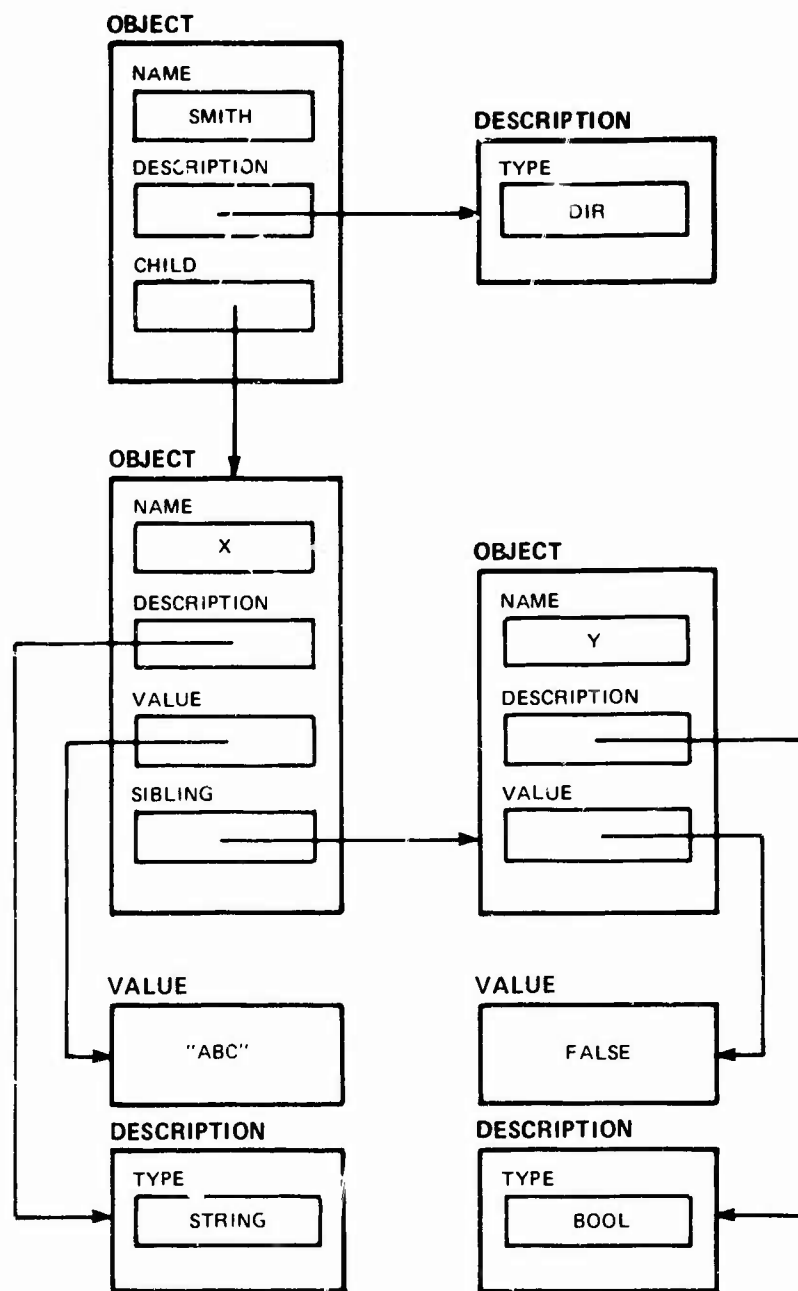 OBJECT
NAME
SMITH
DESCRIPTION
CHILD
DESCRIPTION
TYPE
DIR
OBJECT
NAME
X
DESCRIPTION
VALUE
SIBLING
OBJECT
NAME
Y
DESCRIPTION
VALUE
VALUE
"ABC"
VALUE
FALSE
DESCRIPTION
TYPE
STRING
DESCRIPTION
TYPE
BOOL